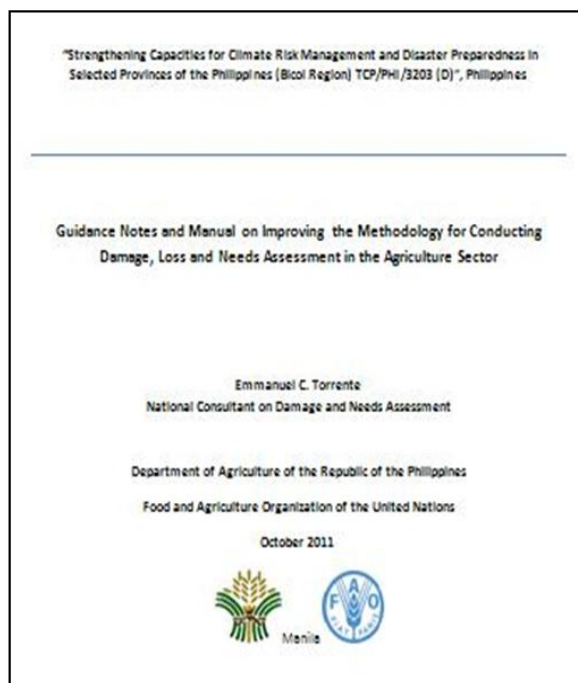 "Strengthening Capacities for Climate Risk Management and Disaster Preparedness in
Selected Provinces of the Philippines (Bicol Region) TCP/PHI/3203 (D)", Philippines
Guidance Notes and Manual on Improving the Methodology for Conducting
Damage, Loss and Needs Assessment in the Agriculture Sector
Emmanuel C. Torrente
National Consultant on Damage and Needs Assessment
Department of Agriculture of the Republic of the Philippines
Food and Agriculture Organization of the United Nations
October 2011
F A O
FIAT PANIS
Manila